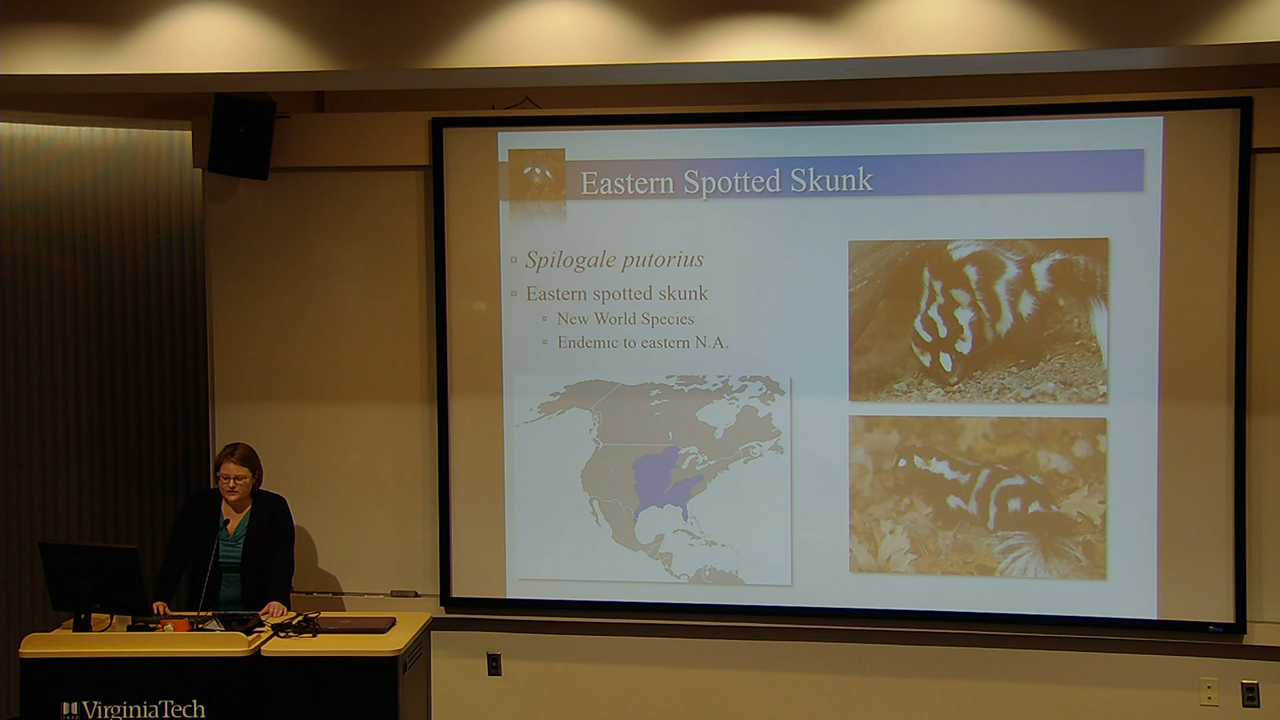 Eastern Spotted Skunk
Spilogale putorius
Eastern spotted skunk
New World Species
Endemic to eastern N.A.
VirginiaTech